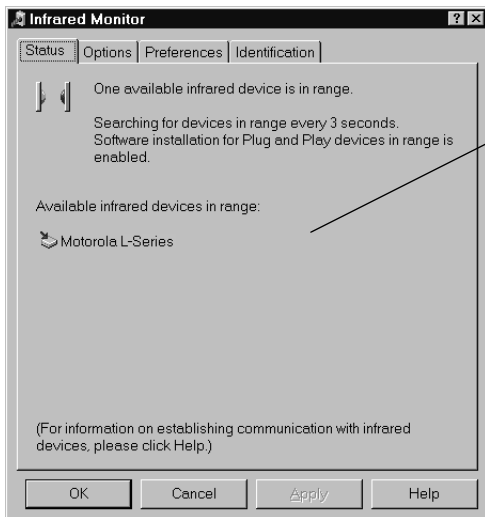 Infrared Monitor
Status Options Preferences Identification
One available infrared device is in range.
Searching for devices in range every 3 seconds.
Software installation for Plug and Play devices in range is
enabled.
Available infrared devices in range:
Motorola L-Series
(For information on establishing communication with infrared
devices, please click Help.)
OK Cancel Apply Help